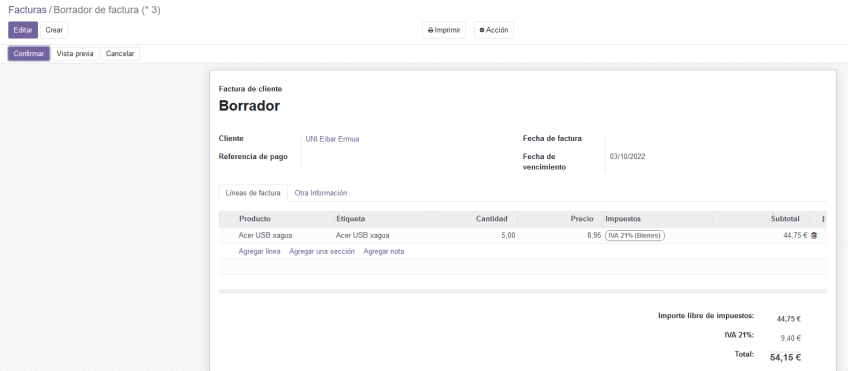 Facturas / Borrador de factura (* 3)
Editar Crear Imprimir Acción
Confirmar Vista previa Cancelar
Factura de cliente
Borrador
Cliente UNI Eibar Ermua Fecha de factura
Referencia de pago Fecha de vencimiento 03/10/2022
Líneas de factura Otra Información
Producto Etiqueta Cantidad Precio Impuestos Subtotal
Acer USB xagua Acer USB xagua 5,00 8,95 IVA 21% (Bienes) 44,75 €
Agregar línea Agregar una sección Agregar nota
Importe libre de impuestos: 44,75 €
IVA 21%: 9,40 €
Total: 54,15 €